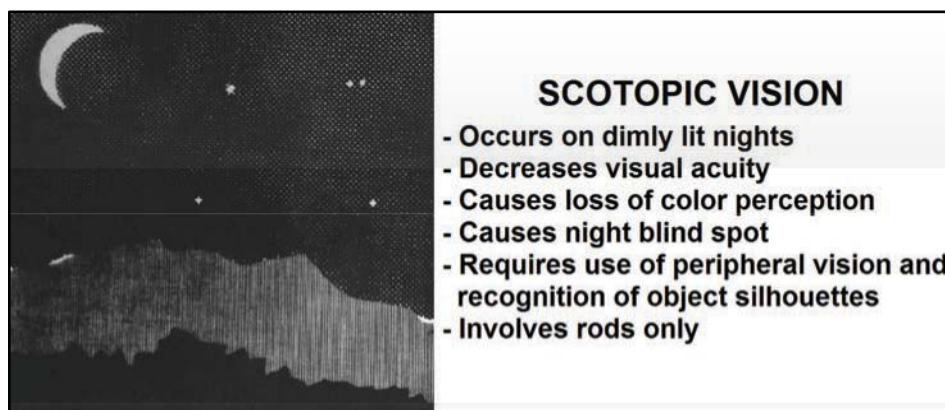 SCOTOPIC VISION
- Occurs on dimly lit nights
- Decreases visual acuity
- Causes loss of color perception
- Causes night blind spot
- Requires use of peripheral vision and
recognition of object silhouettes
- Involves rods only